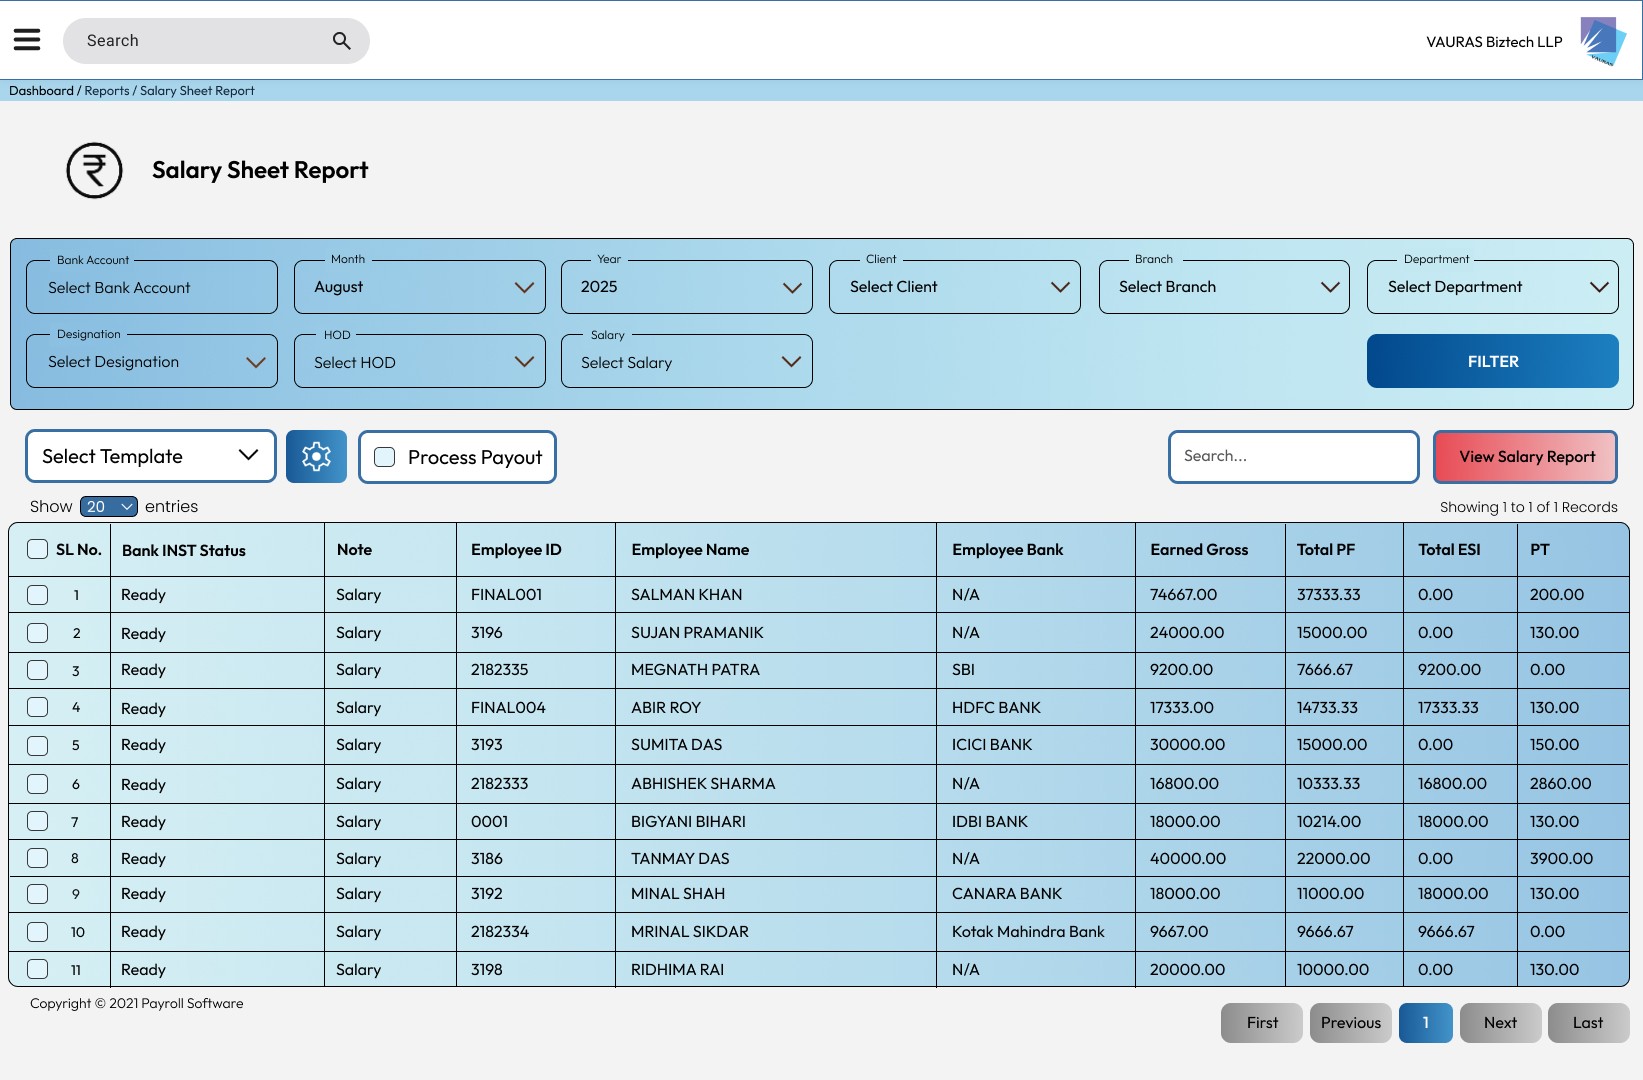 Search
VAURAS Biztech LLP
VAURAS
Dashboard / Reports / Salary Sheet Report
Salary Sheet Report
Bank Account Month Year Client Branch Department
Select Bank Account August 2025 Select Client Select Branch Select Department
Designation HOD Salary
Select Designation Select HOD Select Salary FILTER
Select Template Process Payout Search... View Salary Report
Show 20 entries Showing 1 to 1 of 1 Records
SL No. Bank INST Status Note Employee ID Employee Name Employee Bank Earned Gross Total PF Total ESI PT
1 Ready Salary FINAL001 SALMAN KHAN N/A 74667.00 37333.33 0.00 200.00
2 Ready Salary 3196 SUJAN PRAMANIK N/A 24000.00 15000.00 0.00 130.00
3 Ready Salary 2182335 MEGNATH PATRA SBI 9200.00 7666.67 9200.00 0.00
4 Ready Salary FINAL004 ABIR ROY HDFC BANK 17333.00 14733.33 17333.33 130.00
5 Ready Salary 3193 SUMITA DAS ICICI BANK 30000.00 15000.00 0.00 150.00
6 Ready Salary 2182333 ABHISHEK SHARMA N/A 16800.00 10333.33 16800.00 2860.00
7 Ready Salary 0001 BIGYANI BIHARI IDBI BANK 18000.00 10214.00 18000.00 130.00
8 Ready Salary 3186 TANMAY DAS N/A 40000.00 22000.00 0.00 3900.00
9 Ready Salary 3192 MINAL SHAH CANARA BANK 18000.00 11000.00 18000.00 130.00
10 Ready Salary 2182334 MRINAL SIKDAR Kotak Mahindra Bank 9667.00 9666.67 9666.67 0.00
11 Ready Salary 3198 RIDHIMA RAI N/A 20000.00 10000.00 0.00 130.00
Copyright © 2021 Payroll Software
First Previous 1 Next Last